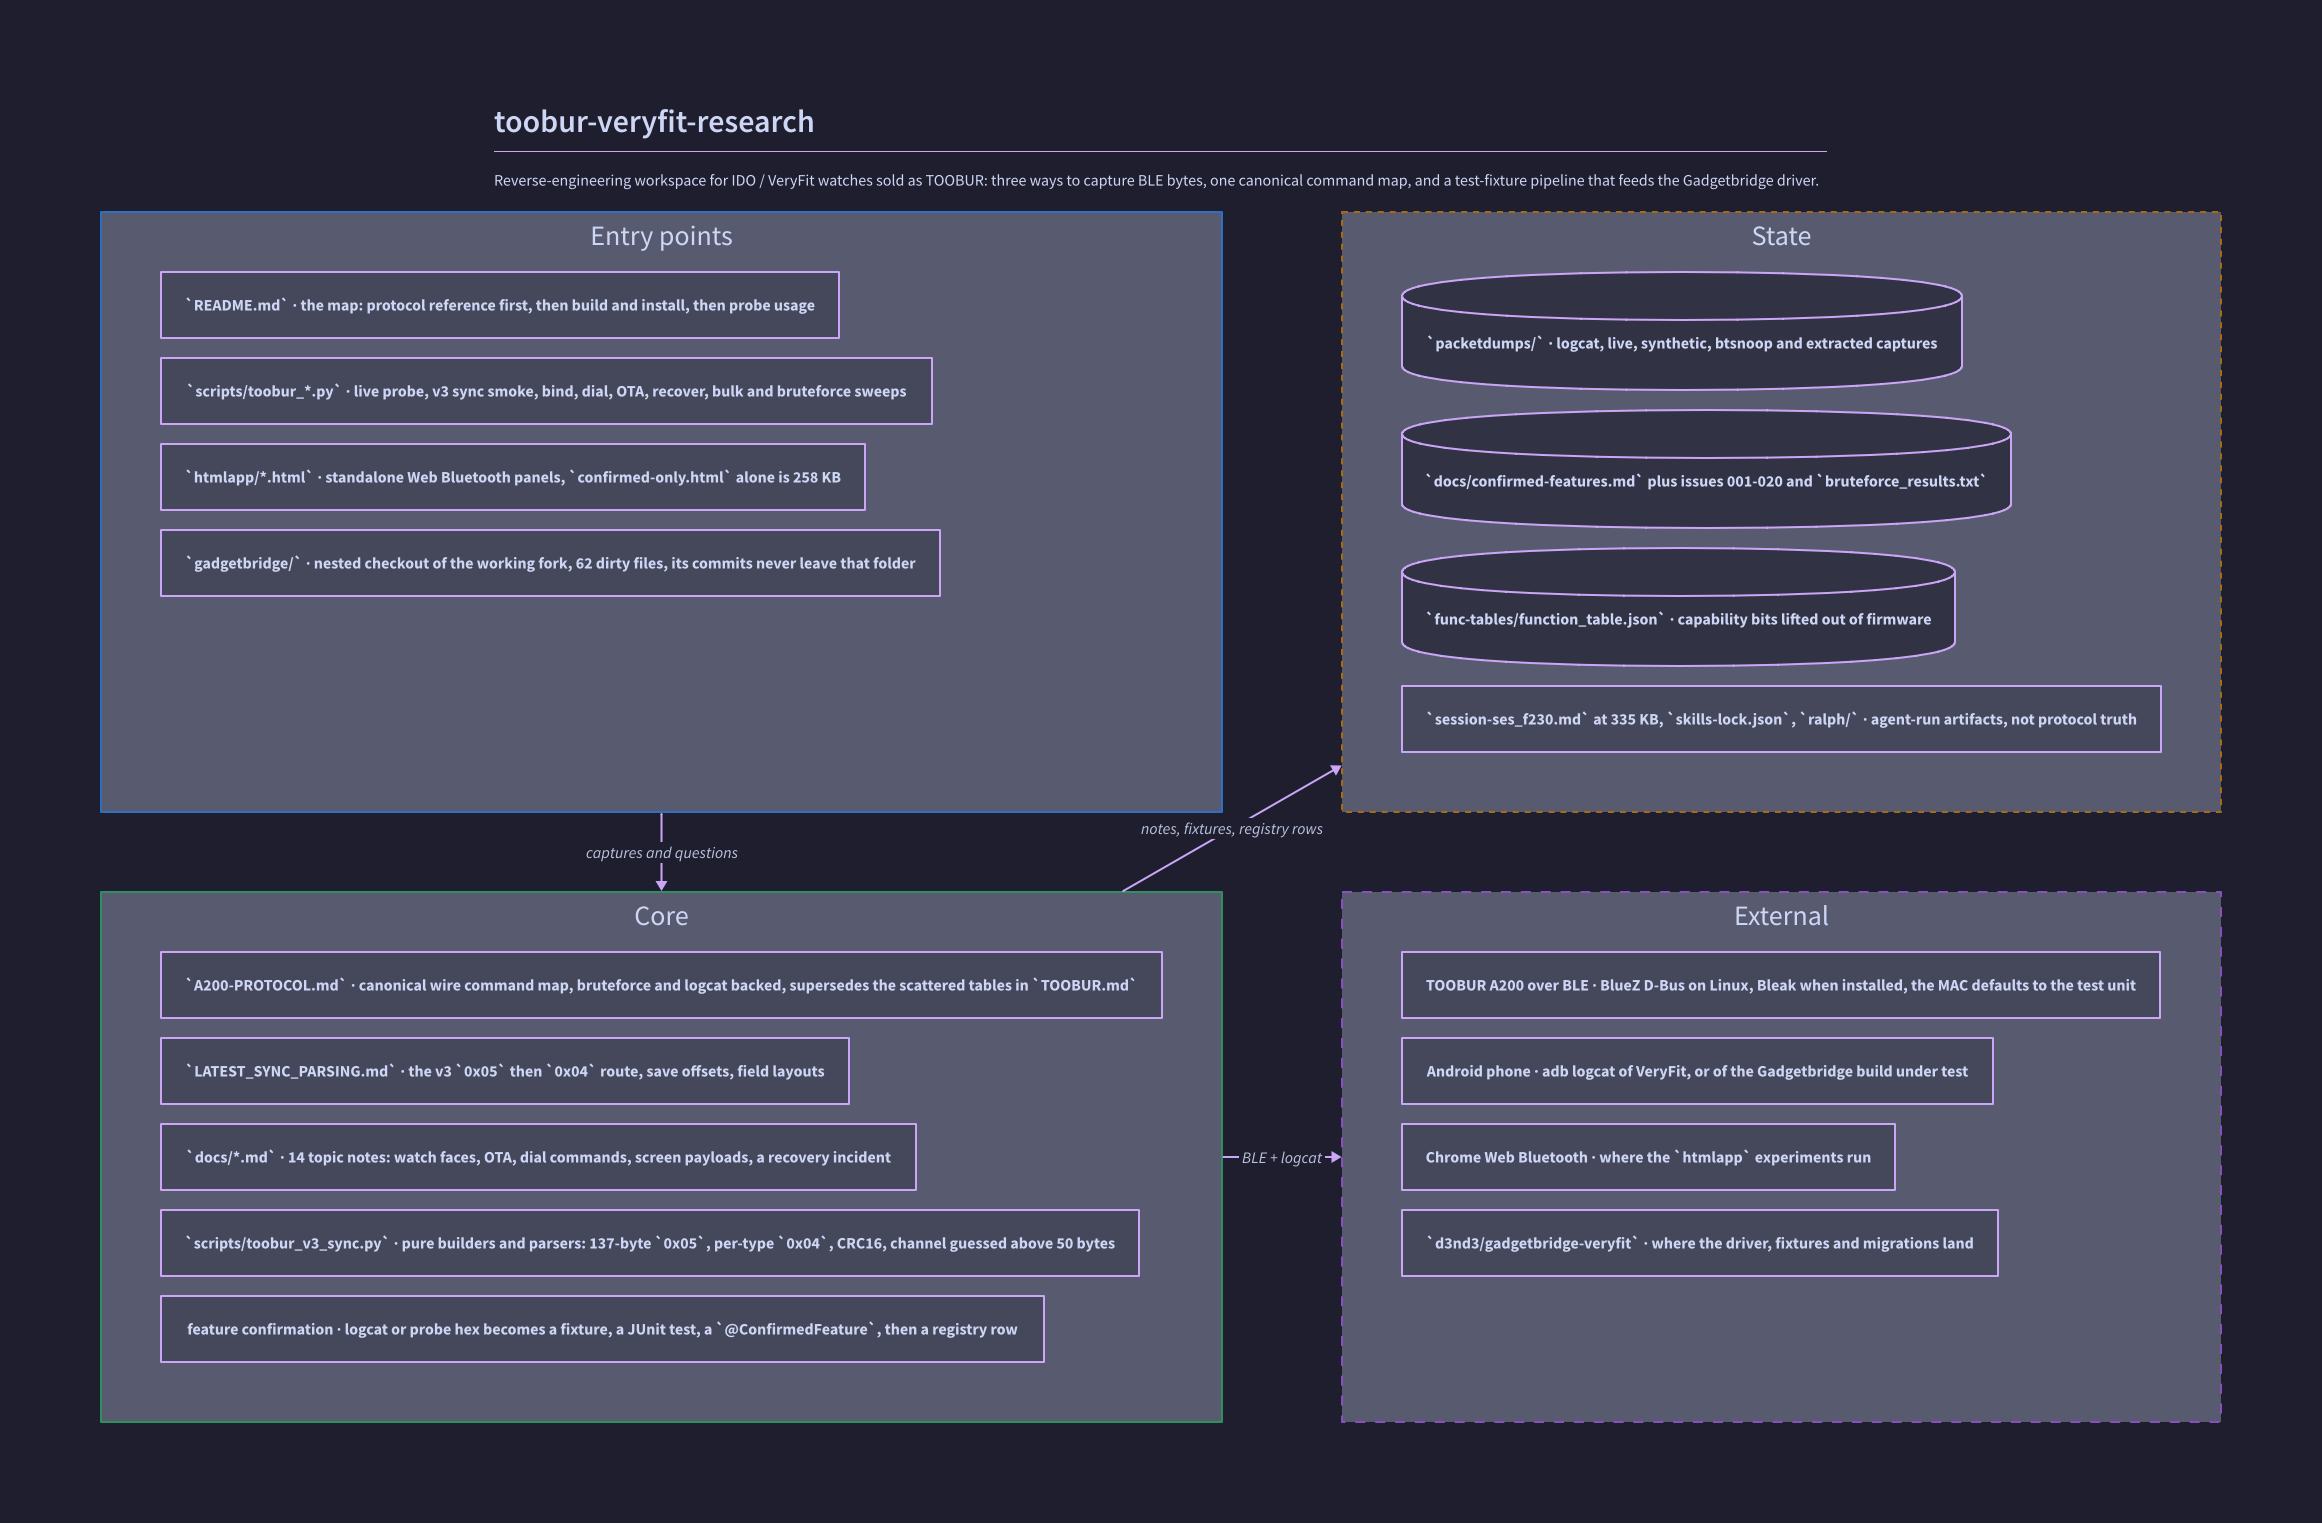 toobur-veryfit-research
Reverse-engineering workspace for IDO / VeryFit watches sold as TOOBUR: three ways to capture BLE bytes, one canonical command map, and a test-fixture pipeline that feeds the Gadgetbridge driver.
Entry points
`README.md` · the map: protocol reference first, then build and install, then probe usage
`scripts/toobur_*.py` · live probe, v3 sync smoke, bind, dial, OTA, recover, bulk and bruteforce sweeps
`htmlapp/*.html` · standalone Web Bluetooth panels, `confirmed-only.html` alone is 258 KB
`gadgetbridge/` · nested checkout of the working fork, 62 dirty files, its commits never leave that folder
State
`packetdumps/` · logcat, live, synthetic, btsnoop and extracted captures
`docs/confirmed-features.md` plus issues 001-020 and `bruteforce_results.txt`
`func-tables/function_table.json` · capability bits lifted out of firmware
`session-ses_f230.md` at 335 KB, `skills-lock.json`, `ralph/` · agent-run artifacts, not protocol truth
notes, fixtures, registry rows
captures and questions
Core
`A200-PROTOCOL.md` · canonical wire command map, bruteforce and logcat backed, supersedes the scattered tables in `TOOBUR.md`
`LATEST_SYNC_PARSING.md` · the v3 `0x05` then `0x04` route, save offsets, field layouts
`docs/*.md` · 14 topic notes: watch faces, OTA, dial commands, screen payloads, a recovery incident
`scripts/toobur_v3_sync.py` · pure builders and parsers: 137-byte `0x05`, per-type `0x04`, CRC16, channel guessed above 50 bytes
feature confirmation · logcat or probe hex becomes a fixture, a JUnit test, a `@ConfirmedFeature`, then a registry row
BLE + logcat
External
TOOBUR A200 over BLE · BlueZ D-Bus on Linux, Bleak when installed, the MAC defaults to the test unit
Android phone · adb logcat of VeryFit, or of the Gadgetbridge build under test
Chrome Web Bluetooth · where the `htmlapp` experiments run
`d3nd3/gadgetbridge-veryfit` · where the driver, fixtures and migrations land